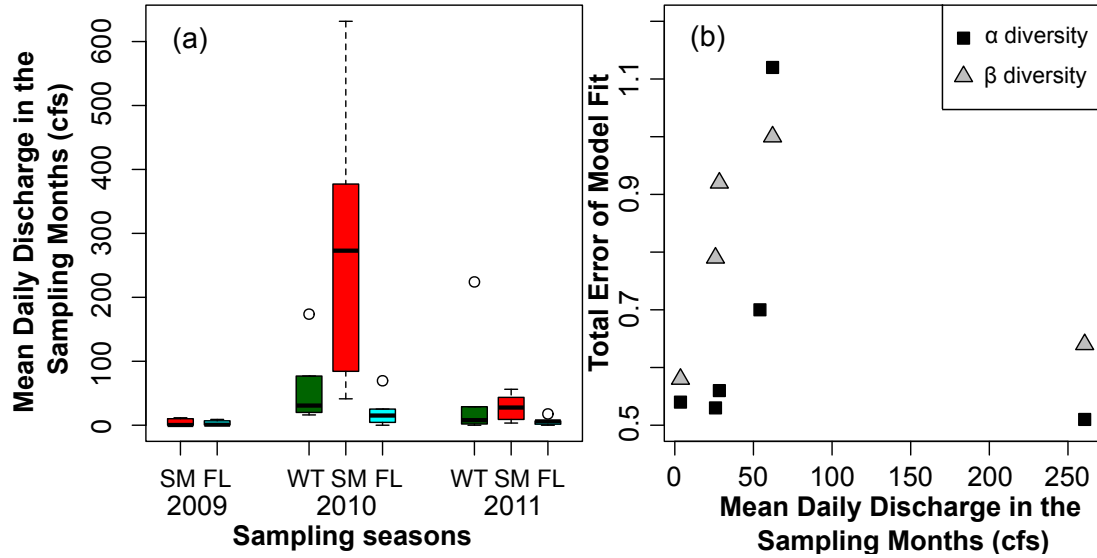 (a)
Mean Daily Discharge in the
Sampling Months (cfs)
600
500
400
300
200
100
0
SM FL WT SM FL WT SM FL
2009 2010 2011
Sampling seasons
(b)
α diversity
β diversity
Total Error of Model Fit
1.1
0.9
0.7
0.5
0 50 100 150 200 250
Mean Daily Discharge in the
Sampling Months (cfs)